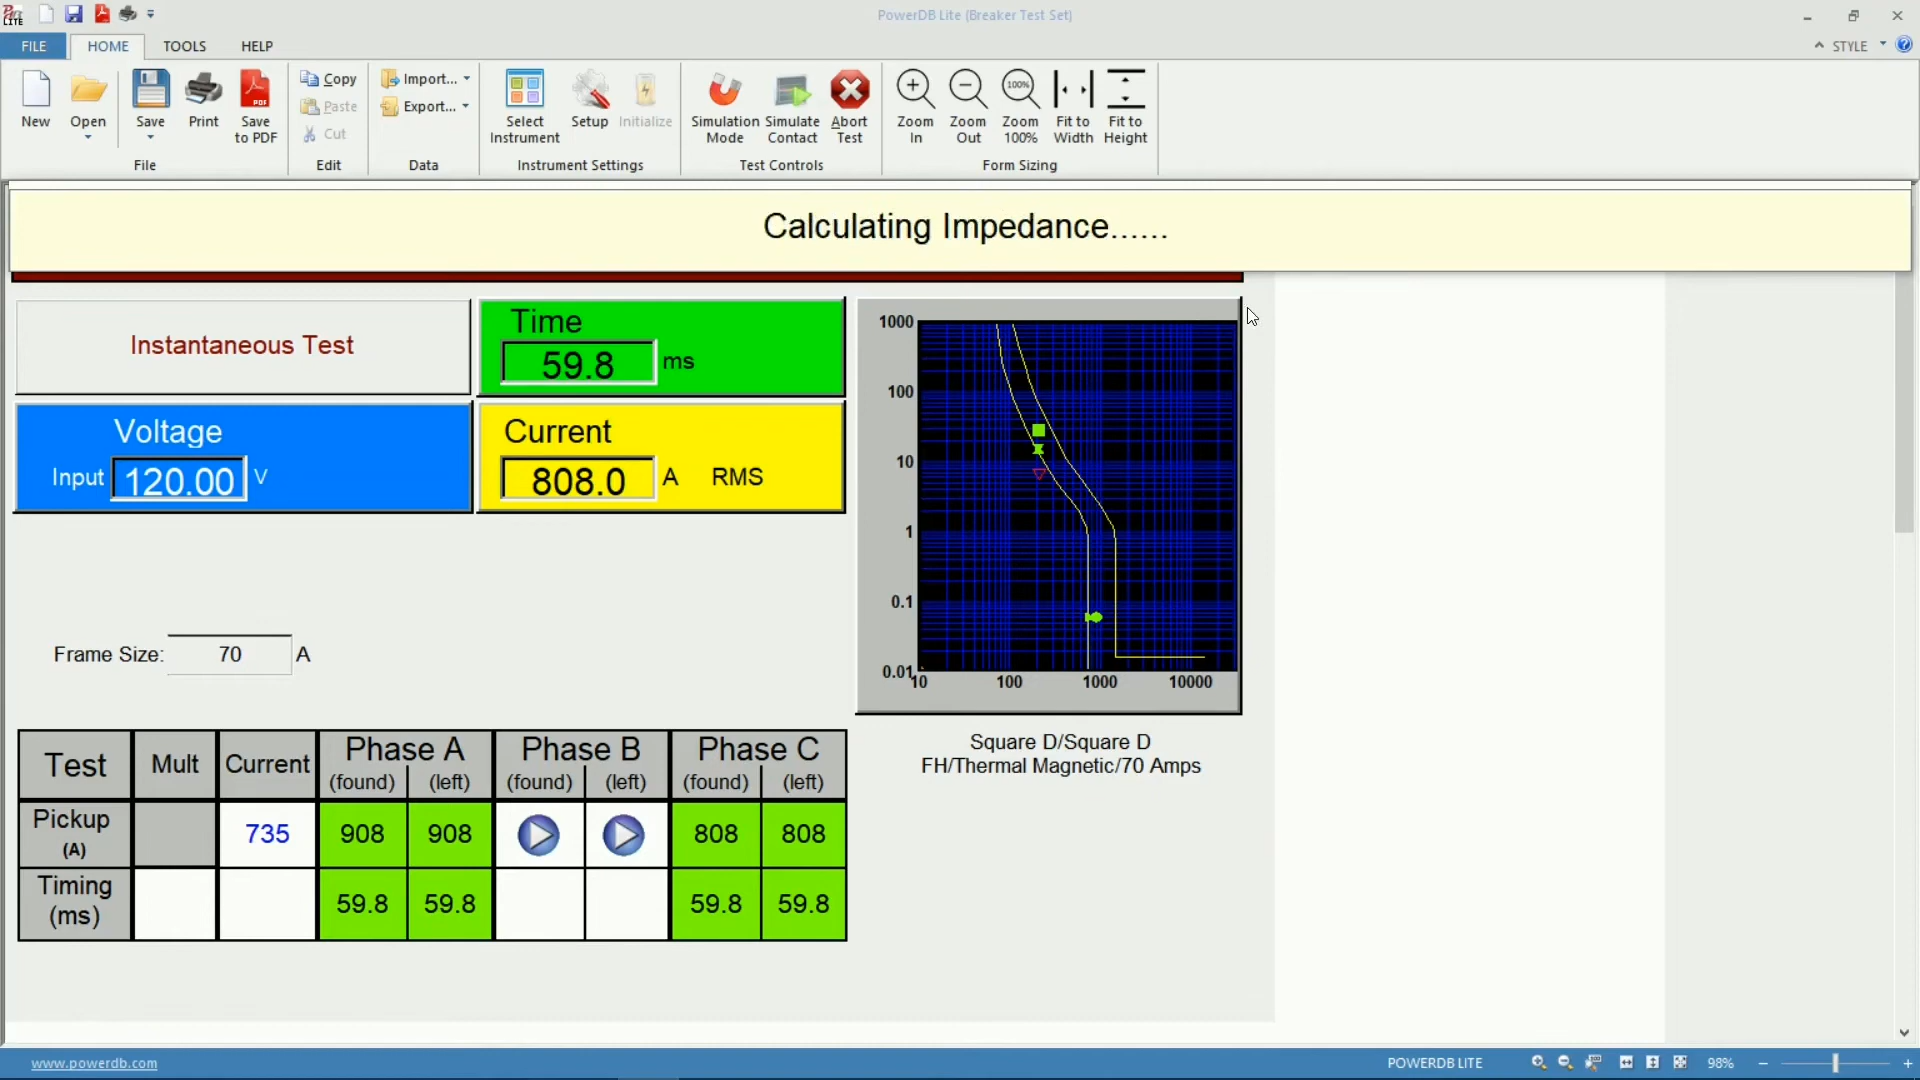 LITE
PowerDB Lite (Breaker Test Set)
FILE HOME TOOLS HELP
STYLE
New Open Save Print Save to PDF
Copy
Paste
Cut
Import...
Export...
Select Instrument Setup Initialize
Simulation Mode Simulate Contact Abort Test
Zoom In Zoom Out 100% Zoom 100% Fit to Width Fit to Height
File Edit Data Instrument Settings Test Controls Form Sizing
Calculating Impedance......
Instantaneous Test
Time
59.8 ms
Voltage
Input 120.00 V
Current
808.0 A RMS
Frame Size: 70 A
1000
100
10
1
0.1
0.01
10 100 1000 10000
Square D/Square D
FH/Thermal Magnetic/70 Amps
Test Mult Current Phase A Phase B Phase C
(found) (left) (found) (left) (found) (left)
Pickup (A) 735 908 908 808 808
Timing (ms) 59.8 59.8 59.8 59.8
www.powerdb.com
POWERDB LITE
98%